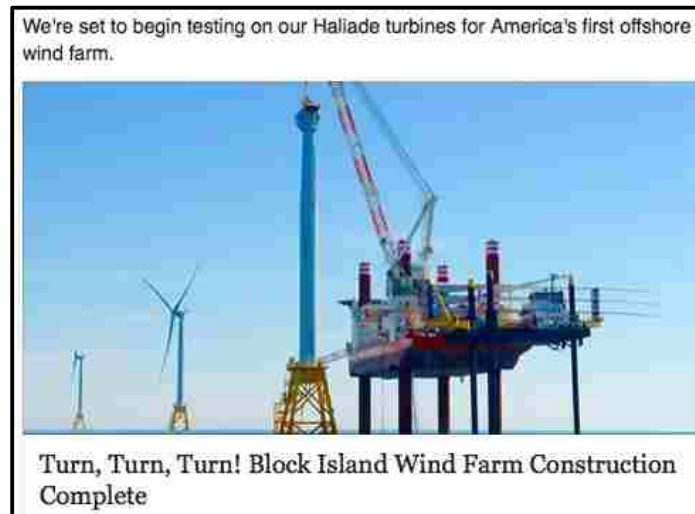 We're set to begin testing on our Haliade turbines for America's first offshore
wind farm.
Turn, Turn, Turn! Block Island Wind Farm Construction
Complete